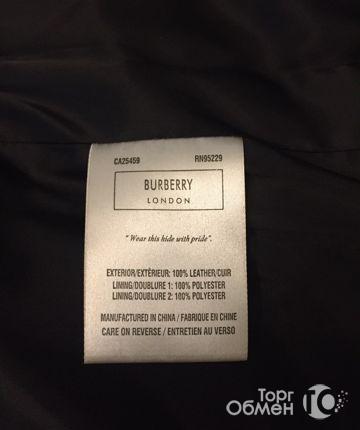 CA25459 RN95229
BURBERRY
LONDON
"Wear this hide with pride".
EXTERIOR/EXTÉRIEUR: 100% LEATHER/CUIR
LINING/DOUBLURE 1: 100% POLYESTER
LINING/DOUBLURE 2: 100% POLYESTER
MANUFACTURED IN CHINA / FABRIQUE EN CHINE
CARE ON REVERSE / ENTRETIEN AU VERSO
Торг
Обмен